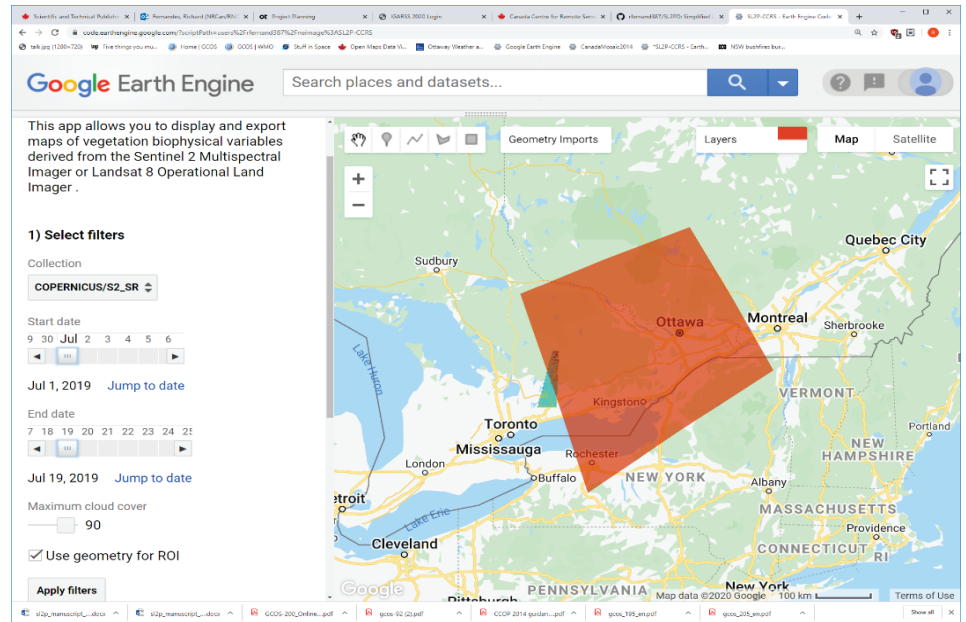 Scientific and Technical Publish
Fernandes, Richard (NRCan/RN
Project Planning
IGARSS 2000 Login
Canada Centre for Remote Sens
rfernand387/SL2PD: Simplified
SL2P-CCRS - Earth Engine Code
code.earthengine.google.com/?scriptPath=users%2Frfernand387%2Fnaimage%3ASL2P-CCRS
talk.jpg (1280×720)
Five things you mu...
Home | GCOS
GCOS | WMO
Stuff in Space
Open Maps Data Vi...
Ottaway Weather a...
Google Earth Engine
CanadaMosaic2014
*SL2P-CCRS - Earth...
NSW bushfires bus...
Google Earth Engine
Search places and datasets...
This app allows you to display and export
maps of vegetation biophysical variables
derived from the Sentinel 2 Multispectral
Imager or Landsat 8 Operational Land
Imager .
1) Select filters
Collection
COPERNICUS/S2_SR
Start date
9 30 Jul 2 3 4 5 6
Jul 1, 2019 Jump to date
End date
7 18 19 20 21 22 23 24 25
Jul 19, 2019 Jump to date
Maximum cloud cover
90
Use geometry for ROI
Apply filters
Geometry Imports
Layers
Map
Satellite
+
−
Quebec City
Sudbury
Ottawa
Montreal
Sherbrooke
Lake Huron
VERMONT
Kingston
Toronto
Portland
Mississauga
Rochester
NEW
HAMPSHIRE
London
Buffalo
NEW YORK
Albany
etroit
MASSACHUSETTS
Lake Erie
Providence
Cleveland
CONNECTICUT
RI
Google
PENNSYLVANIA
New York
Pittsburgh
Map data ©2020 Google
100 km
Terms of Use
sl2p_manuscript_...docx
sl2p_manuscript_...docx
GCOS-200_Online...pdf
gcos-92 (2).pdf
CCOP 2014 guidan...pdf
gcos_195_en.pdf
gcos_205_en.pdf
Show all